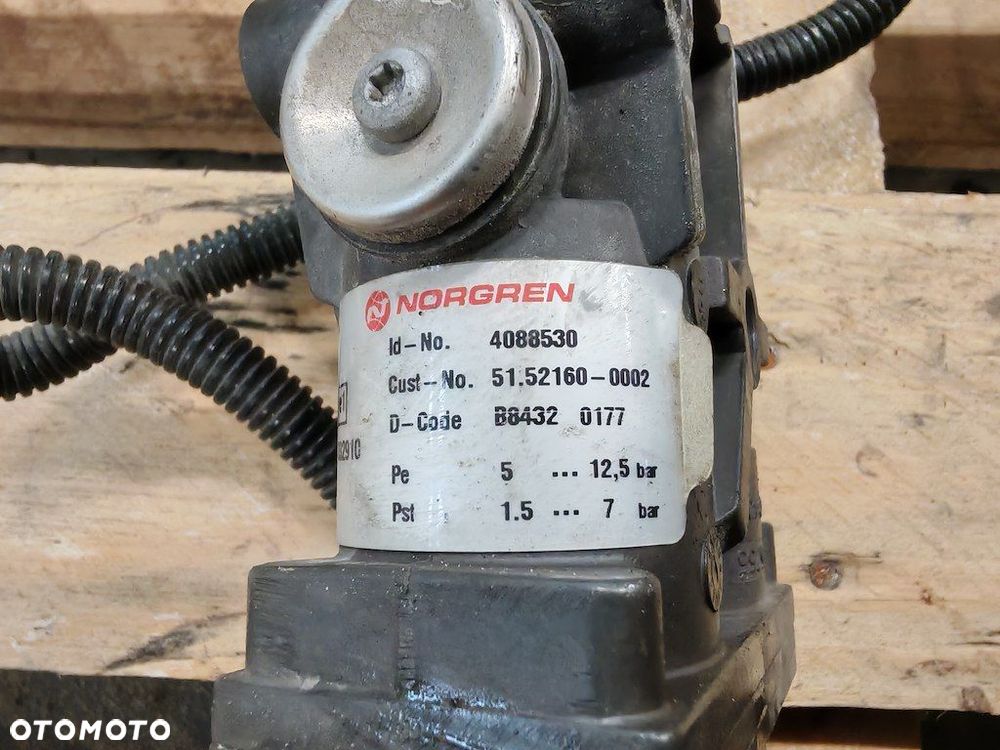 NORGREN
Id-No. 4088530
Cust-No. 51.52160-0002
D-Code B8432 0177
Pe 5 ... 12,5 bar
Pst 1.5 ... 7 bar
OTOMOTO